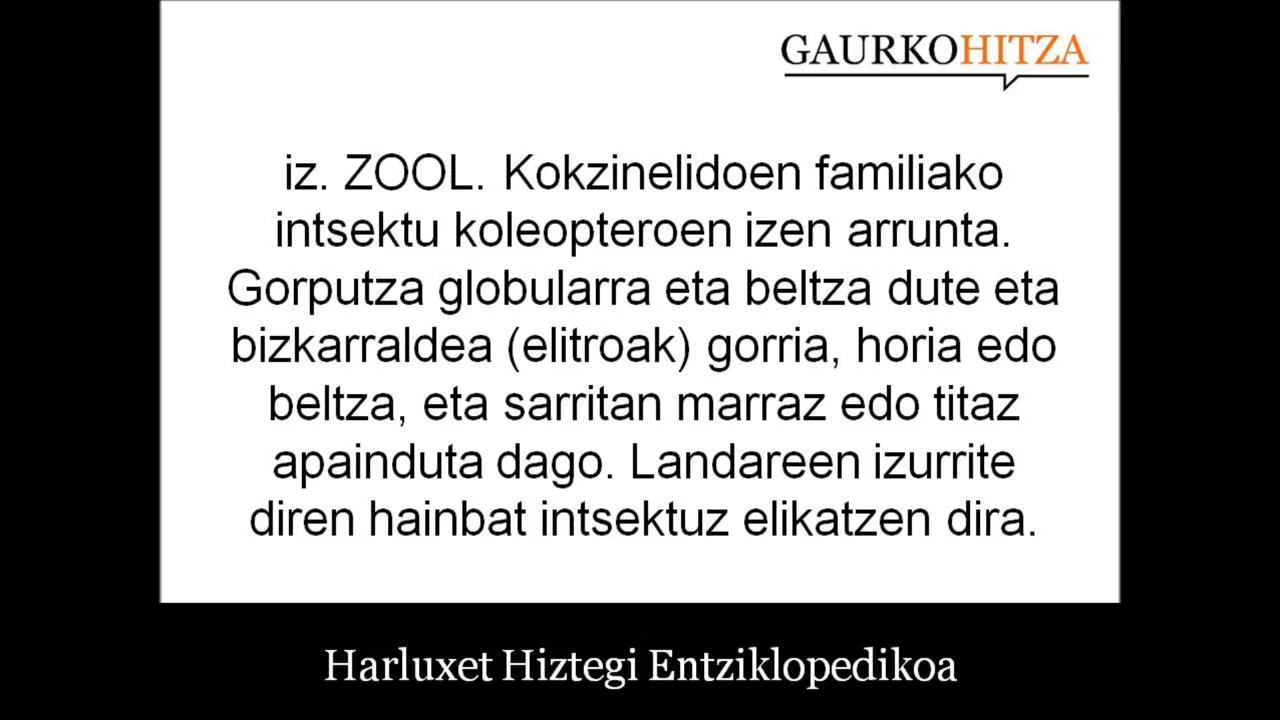 GAURKOHITZA
iz. ZOOL. Kokzinelidoen familiako
intsektu koleopteroen izen arrunta.
Gorputza globularra eta beltza dute eta
bizkarraldea (elitroak) gorria, horia edo
beltza, eta sarritan marraz edo titaz
apainduta dago. Landareen izurrite
diren hainbat intsektuz elikatzen dira.
Harluxet Hiztegi Entziklopedikoa